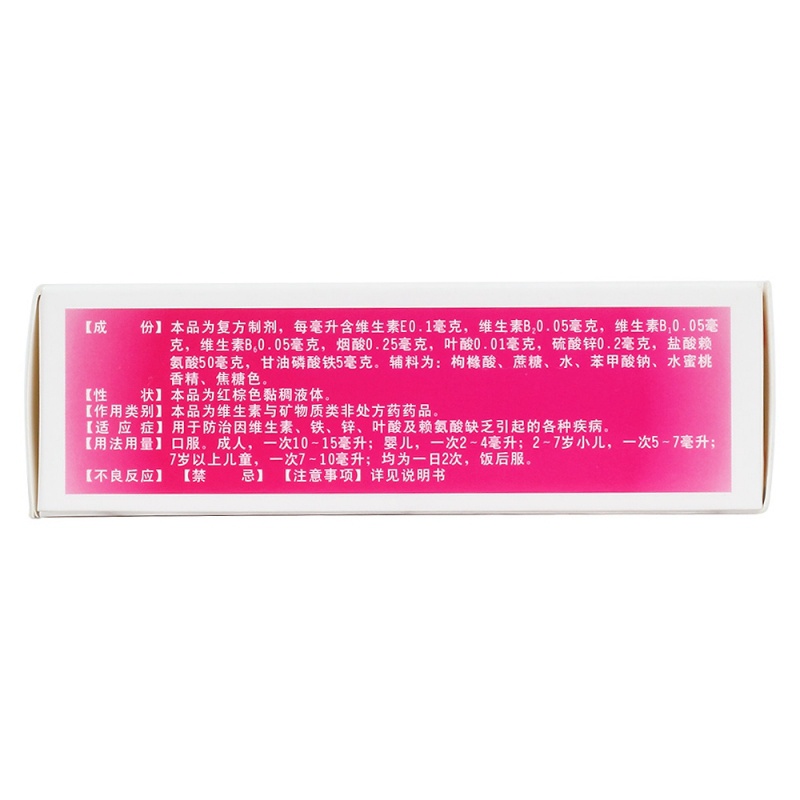 【成　　份】本品为复方制剂，每毫升含维生素E0.1毫克，维生素B₂0.05毫克，维生素B₁0.05毫
克，维生素B₆0.05毫克，烟酸0.25毫克，叶酸0.01毫克，硫酸锌0.2毫克，盐酸赖
氨酸50毫克，甘油磷酸铁5毫克。辅料为：枸橼酸、蔗糖、水、苯甲酸钠、水蜜桃
香精、焦糖色。
【性　　状】本品为红棕色黏稠液体。
【作用类别】本品为维生素与矿物质类非处方药药品。
【适 应 症】用于防治因维生素、铁、锌、叶酸及赖氨酸缺乏引起的各种疾病。
【用法用量】口服。成人，一次10~15毫升；婴儿，一次2~4毫升；2~7岁小儿，一次5~7毫升；
7岁以上儿童，一次7~10毫升；均为一日2次，饭后服。
【不良反应】【禁　　忌】【注意事项】详见说明书